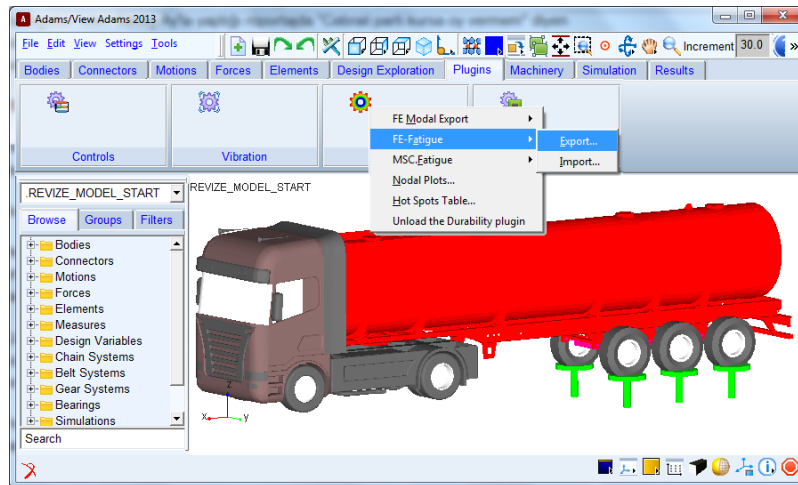 Adams/View Adams 2013
File Edit View Settings Tools
Increment 30.0 »
Bodies Connectors Motions Forces Elements Design Exploration Plugins Machinery Simulation Results
Controls
Vibration
FE Modal Export
FE-Fatigue
MSC.Fatigue
Nodal Plots...
Hot Spots Table...
Unload the Durability plugin
Export...
Import...
.REVIZE_MODEL_START
REVIZE_MODEL_START
Browse Groups Filters
Bodies
Connectors
Motions
Forces
Elements
Measures
Design Variables
Chain Systems
Belt Systems
Gear Systems
Bearings
Simulations
Search
z
x
y